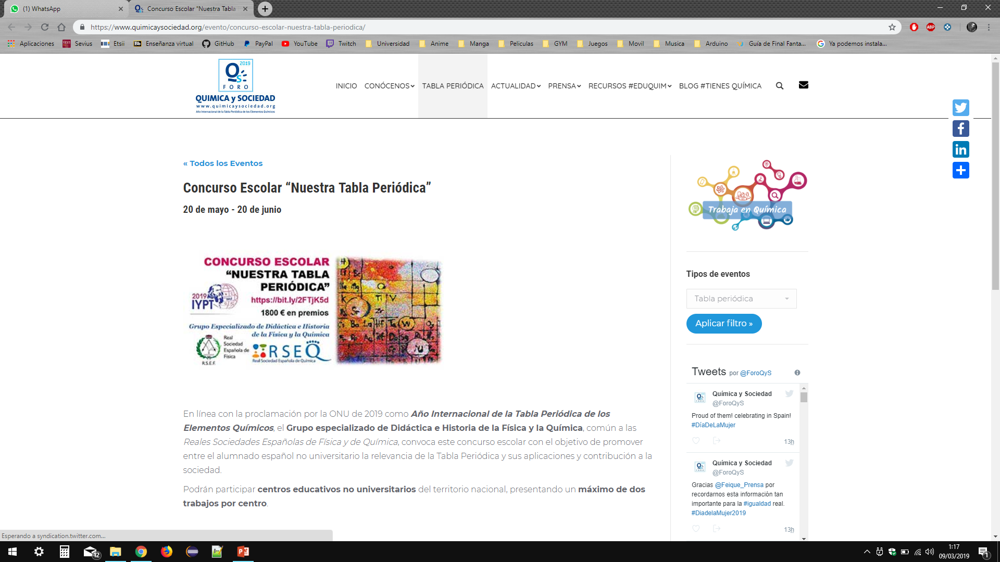 (1) WhatsApp
Concurso Escolar "Nuestra Tabla
https://www.quimicaysociedad.org/evento/concurso-escolar-nuestra-tabla-periodica/
ABP
Aplicaciones Sevius Etsii Enseñanza virtual GitHub PayPal YouTube Twitch Universidad Anime Manga Peliculas GYM Juegos Movil Musica Arduino Guía de Final Fanta... Ya podemos instala...
2019
Qs
FORO
QUIMICA y SOCIEDAD
www.quimicaysociedad.org
Año Internacional de la Tabla Periódica de los Elementos Químicos
INICIO CONÓCENOS TABLA PERIÓDICA ACTUALIDAD PRENSA RECURSOS #EDUQUIM BLOG #TIENES QUÍMICA
« Todos los Eventos
Concurso Escolar “Nuestra Tabla Periódica”
20 de mayo - 20 de junio
CONCURSO ESCOLAR
“NUESTRA TABLA
PERIÓDICA”
2019
IYPT
https://bit.ly/2FTjK5d
1800 € en premios
Grupo Especializado de Didáctica e Historia
de la Física y la Química
Real
Sociedad
Española de
Física
R.S.E.F.
RSEQ
Real Sociedad Española de Química
En línea con la proclamación por la ONU de 2019 como Año Internacional de la Tabla Periódica de los
Elementos Químicos, el Grupo especializado de Didáctica e Historia de la Física y la Química, común a las
Reales Sociedades Españolas de Física y de Química, convoca este concurso escolar con el objetivo de promover
entre el alumnado español no universitario la relevancia de la Tabla Periódica y sus aplicaciones y contribución a la
sociedad.
Podrán participar centros educativos no universitarios del territorio nacional, presentando un máximo de dos
trabajos por centro.
Trabaja en Química
Tipos de eventos
Tabla periódica
Aplicar filtro »
Tweets por @ForoQyS
Química y Sociedad
@ForoQyS
Proud of them! celebrating in Spain!
#DíaDeLaMujer
13h
Química y Sociedad
@ForoQyS
Gracias @Feique_Prensa por
recordarnos esta información tan
importante para la #igualdad real.
#DiadelaMujer2019
13h
Esperando a syndication.twitter.com...
12
1:17
09/03/2019
1